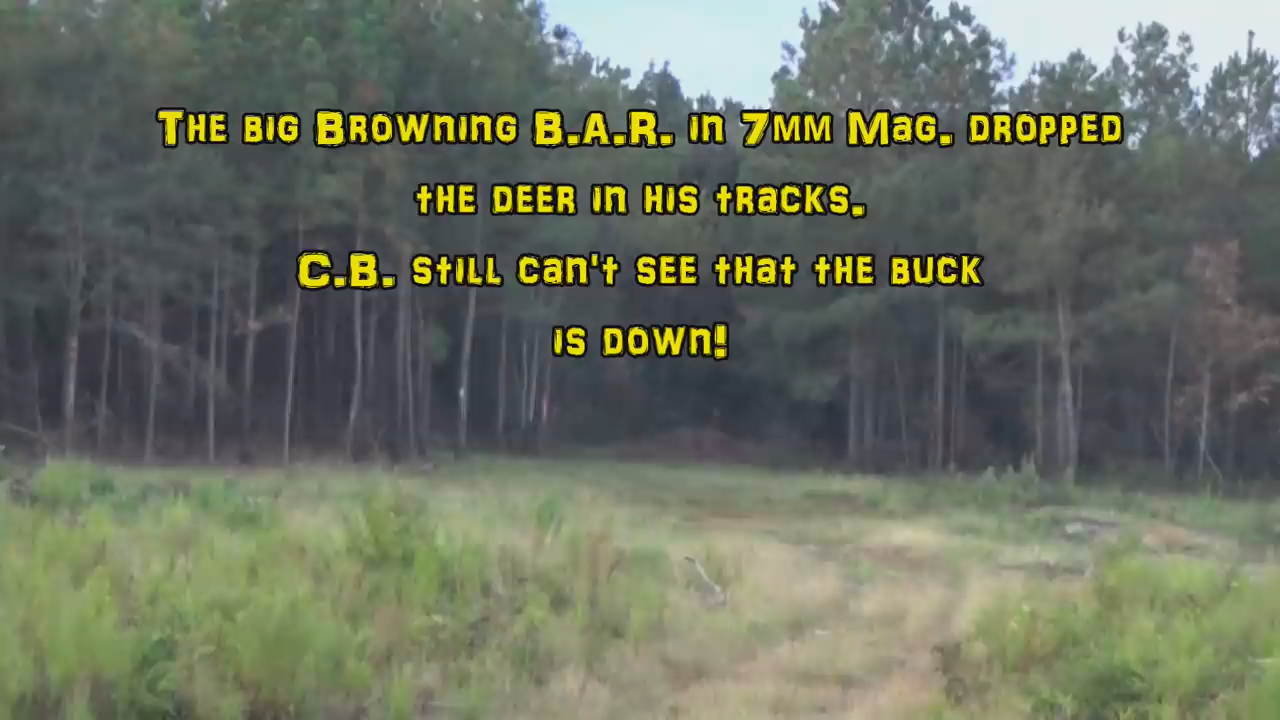 The big Browning B.A.R. in 7mm Mag. dropped
the deer in his tracks.
C.B. still can't see that the buck
is down!